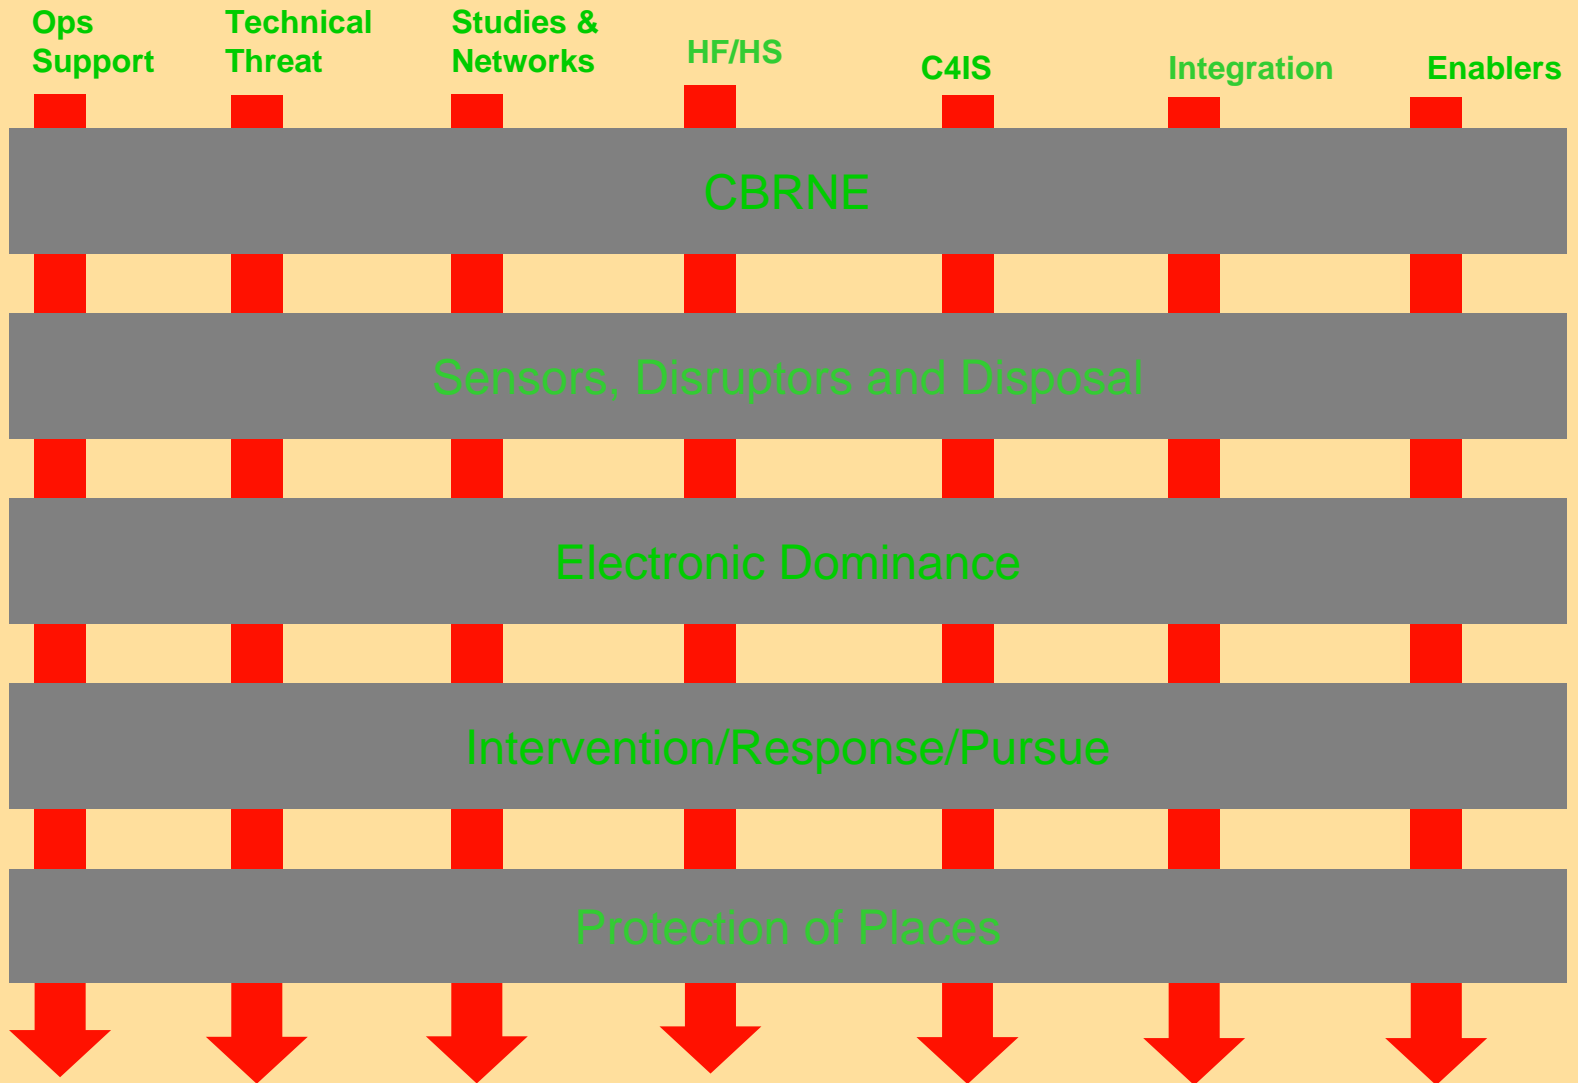 Ops
Support
Technical
Threat
Studies &
Networks
HF/HS
C4IS
Integration
Enablers
CBRNE
Sensors, Disruptors and Disposal
Electronic Dominance
Intervention/Response/Pursue
Protection of Places